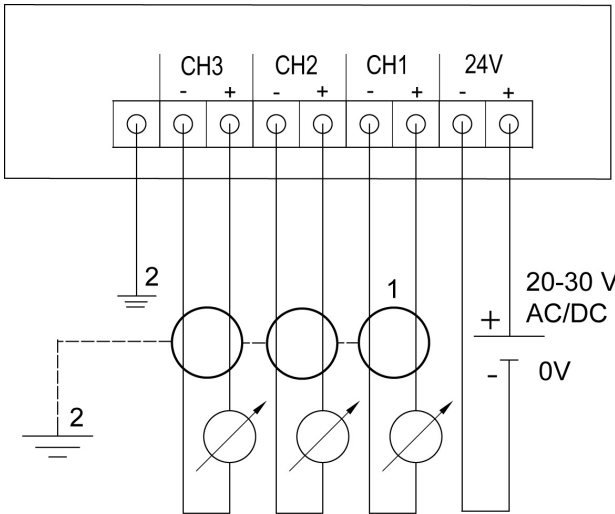 CH3 CH2 CH1 24V
- + - + - + - +
2
1
20-30 V
AC/DC
+
- 0V
2